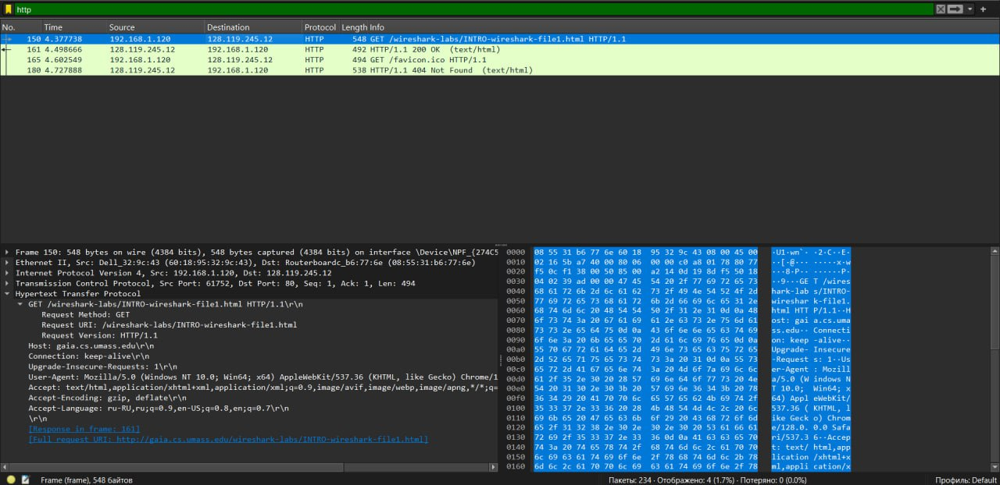 http
No. Time Source Destination Protocol Length Info
150 4.377738 192.168.1.120 128.119.245.12 HTTP 548 GET /wireshark-labs/INTRO-wireshark-file1.html HTTP/1.1
161 4.498666 128.119.245.12 192.168.1.120 HTTP 492 HTTP/1.1 200 OK (text/html)
165 4.602549 192.168.1.120 128.119.245.12 HTTP 494 GET /favicon.ico HTTP/1.1
180 4.727888 128.119.245.12 192.168.1.120 HTTP 538 HTTP/1.1 404 Not Found (text/html)
Frame 150: 548 bytes on wire (4384 bits), 548 bytes captured (4384 bits) on interface \Device\NPF_{274C5
Ethernet II, Src: Dell_32:9c:43 (60:18:95:32:9c:43), Dst: Routerboardc_b6:77:6e (08:55:31:b6:77:6e)
Internet Protocol Version 4, Src: 192.168.1.120, Dst: 128.119.245.12
Transmission Control Protocol, Src Port: 61752, Dst Port: 80, Seq: 1, Ack: 1, Len: 494
Hypertext Transfer Protocol
GET /wireshark-labs/INTRO-wireshark-file1.html HTTP/1.1\r\n
Request Method: GET
Request URI: /wireshark-labs/INTRO-wireshark-file1.html
Request Version: HTTP/1.1
Host: gaia.cs.umass.edu\r\n
Connection: keep-alive\r\n
Upgrade-Insecure-Requests: 1\r\n
User-Agent: Mozilla/5.0 (Windows NT 10.0; Win64; x64) AppleWebKit/537.36 (KHTML, like Gecko) Chrome/1
Accept: text/html,application/xhtml+xml,application/xml;q=0.9,image/avif,image/webp,image/apng,*/*;q=
Accept-Encoding: gzip, deflate\r\n
Accept-Language: ru-RU,ru;q=0.9,en-US;q=0.8,en;q=0.7\r\n
\r\n
[Response in frame: 161]
[Full request URI: http://gaia.cs.umass.edu/wireshark-labs/INTRO-wireshark-file1.html]
0000 08 55 31 b6 77 6e 60 18 95 32 9c 43 08 00 45 00 ·U1·wn`· ·2·C··E·
0010 02 16 5b a7 40 00 80 06 00 00 c0 a8 01 78 80 77 ··[·@··· ·····x·w
0020 f5 0c f1 38 00 50 85 00 a2 14 0d 19 8d f5 50 18 ···8·P·· ······P·
0030 04 02 39 ad 00 00 47 45 54 20 2f 77 69 72 65 73 ··9···GE T /wires
0040 68 61 72 6b 2d 6c 61 62 73 2f 49 4e 54 52 4f 2d hark-lab s/INTRO-
0050 77 69 72 65 73 68 61 72 6b 2d 66 69 6c 65 31 2e wireshar k-file1.
0060 68 74 6d 6c 20 48 54 54 50 2f 31 2e 31 0d 0a 48 html HTT P/1.1··H
0070 6f 73 74 3a 20 67 61 69 61 2e 63 73 2e 75 6d 61 ost: gai a.cs.uma
0080 73 73 2e 65 64 75 0d 0a 43 6f 6e 6e 65 63 74 69 ss.edu·· Connecti
0090 6f 6e 3a 20 6b 65 65 70 2d 61 6c 69 76 65 0d 0a on: keep -alive··
00a0 55 70 67 72 61 64 65 2d 49 6e 73 65 63 75 72 65 Upgrade- Insecure
00b0 2d 52 65 71 75 65 73 74 73 3a 20 31 0d 0a 55 73 -Request s: 1··Us
00c0 65 72 2d 41 67 65 6e 74 3a 20 4d 6f 7a 69 6c 6c er-Agent : Mozill
00d0 61 2f 35 2e 30 20 28 57 69 6e 64 6f 77 73 20 4e a/5.0 (W indows N
00e0 54 20 31 30 2e 30 3b 20 57 69 6e 36 34 3b 20 78 T 10.0;  Win64; x
00f0 36 34 29 20 41 70 70 6c 65 57 65 62 4b 69 74 2f 64) Appl eWebKit/
0100 35 33 37 2e 33 36 20 28 4b 48 54 4d 4c 2c 20 6c 537.36 ( KHTML, l
0110 69 6b 65 20 47 65 63 6b 6f 29 20 43 68 72 6f 6d ike Geck o) Chrom
0120 65 2f 31 32 38 2e 30 2e 30 2e 30 20 53 61 66 61 e/128.0. 0.0 Safa
0130 72 69 2f 35 33 37 2e 33 36 0d 0a 41 63 63 65 70 ri/537.3 6··Accep
0140 74 3a 20 74 65 78 74 2f 68 74 6d 6c 2c 61 70 70 t: text/ html,app
0150 6c 69 63 61 74 69 6f 6e 2f 78 68 74 6d 6c 2b 78 lication /xhtml+x
0160 6d 6c 2c 61 70 70 6c 69 63 61 74 69 6f 6e 2f 78 ml,appli cation/x
Frame (frame), 548 байтов
Пакеты: 234 · Отображено: 4 (1.7%) · Потеряно: 0 (0.0%)
Профиль: Default